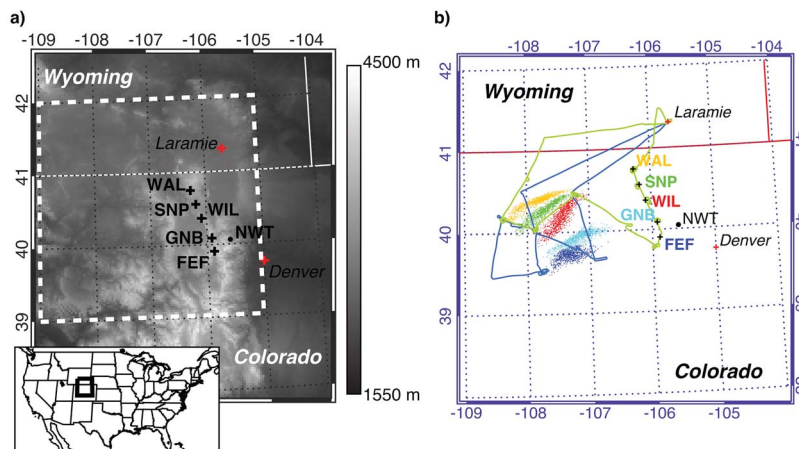 a)
-109 -108 -107 -106 -105 -104
Wyoming
42
Laramie
41
WAL
SNP WIL
GNB NWT
40
FEF
Denver
39
Colorado
4500 m
1550 m
b)
-108 -107 -106 -105 -104
42
Wyoming
Laramie
41
WAL
SNP
WIL
GNB NWT
40
FEF Denver
39
Colorado
-109 -108 -107 -106 -105 -104